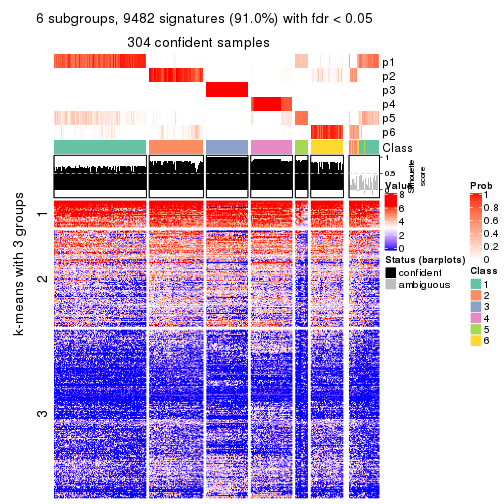 6 subgroups, 9482 signatures (91.0%) with fdr < 0.05
304 confident samples
p1
p2
p3
p4
p5
p6
Class
1
0.5
0
Silhouette
score
k-means with 3 groups
1
2
3
Value
8
6
4
2
0
Status (barplots)
confident
ambiguous
Prob
1
0.8
0.6
0.4
0.2
0
Class
1
2
3
4
5
6